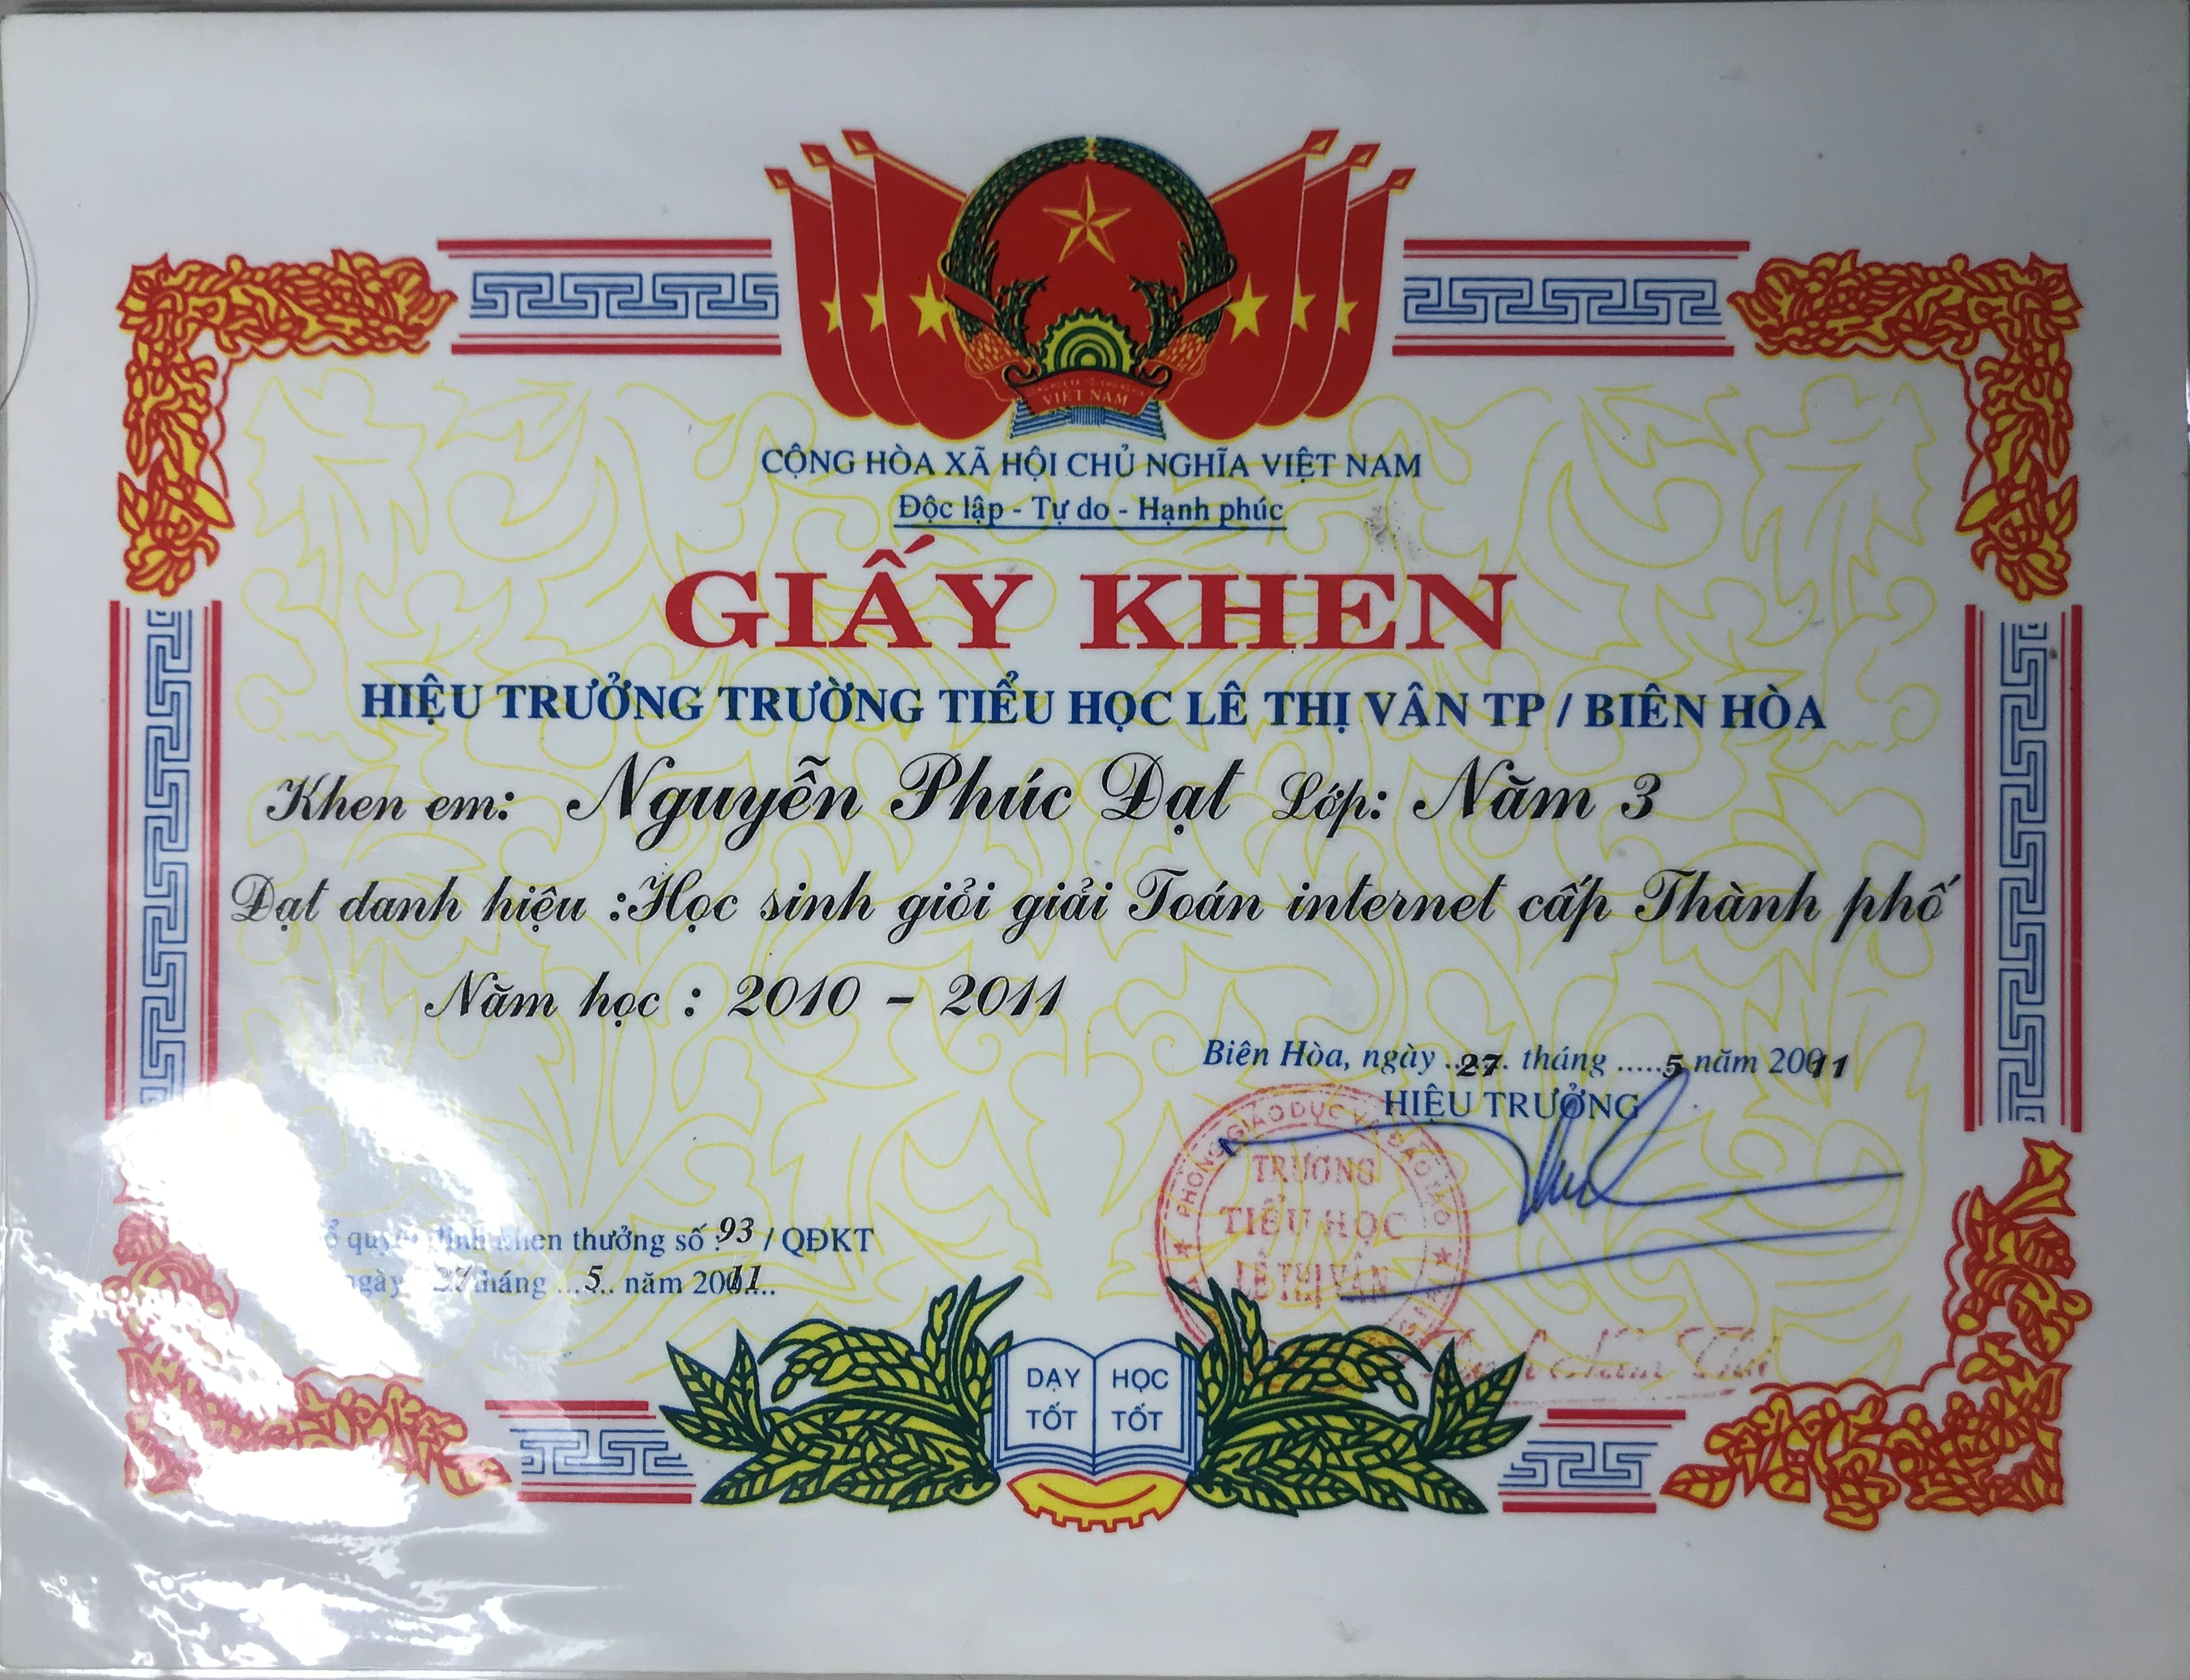 VIỆT NAM
CỘNG HÒA XÃ HỘI CHỦ NGHĨA VIỆT NAM
Độc lập - Tự do - Hạnh phúc
GIẤY KHEN
HIỆU TRƯỞNG TRƯỜNG TIỂU HỌC LÊ THỊ VÂN TP / BIÊN HÒA
Khen em: Nguyễn Phúc Đạt Lớp: Năm 3
Đạt danh hiệu :Học sinh giỏi giải Toán internet cấp Thành phố
Năm học : 2010 - 2011
Biên Hòa, ngày ..27.. tháng .....5 năm 2011
HIỆU TRƯỞNG
PHÒNG GIÁO DỤC VÀ ĐÀO TẠO
TRƯỜNG
TIỂU HỌC
LÊ THỊ VÂN
quyết định khen thưởng số :93 / QĐKT
ngày 27 tháng ...5.. năm 2011..
DẠY HỌC
TỐT TỐT